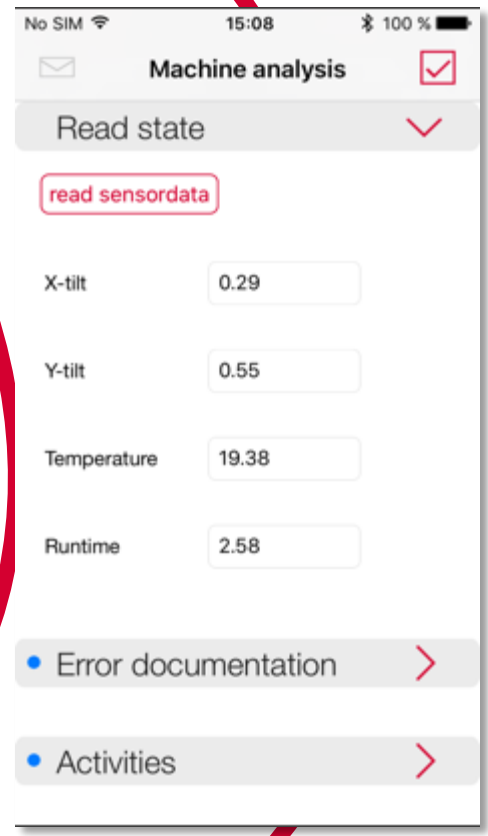 No SIM 15:08 100 %
Machine analysis
Read state
read sensordata
X-tilt 0.29
Y-tilt 0.55
Temperature 19.38
Runtime 2.58
Error documentation
Activities